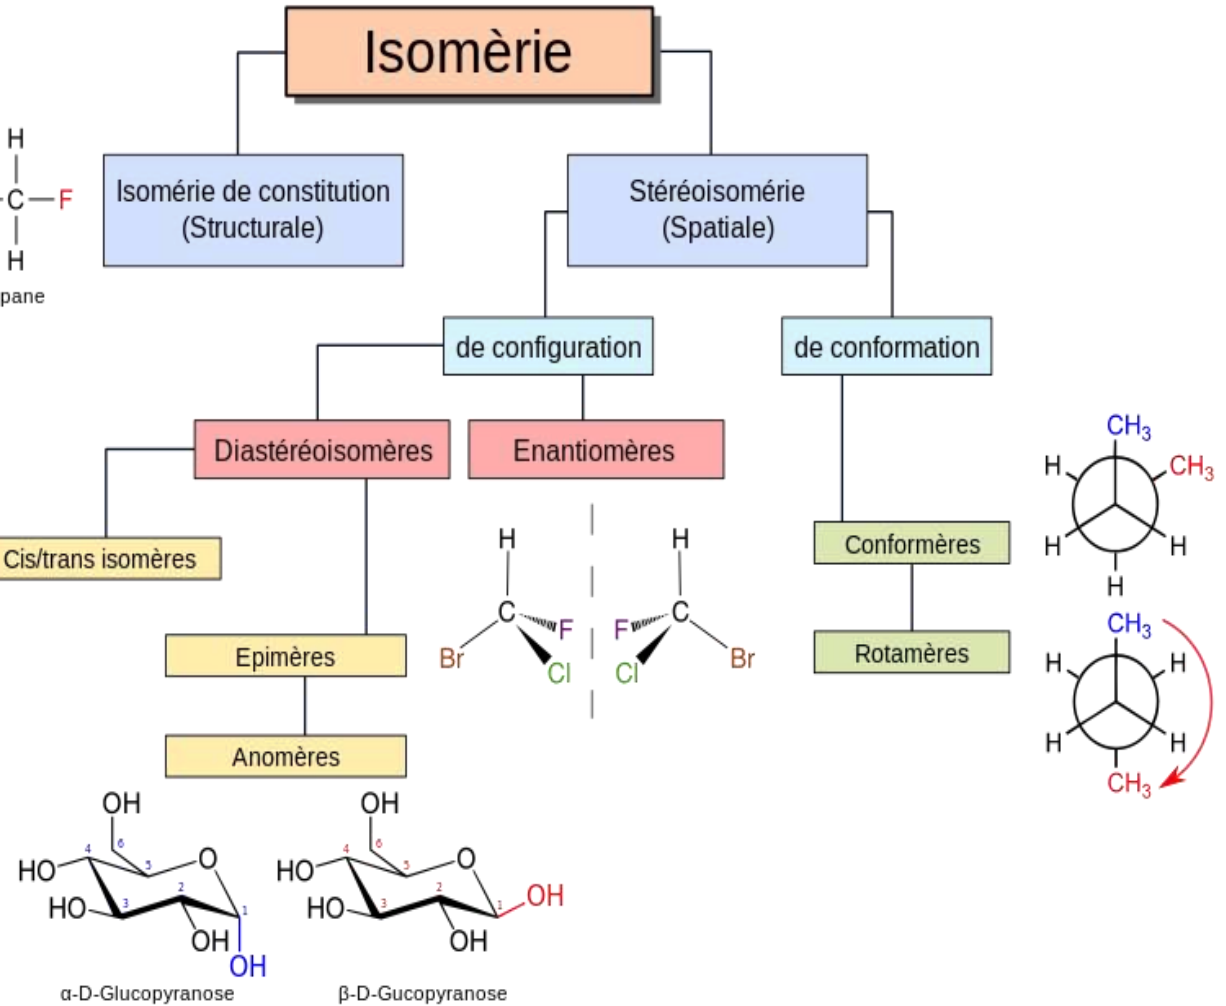 Isomèrie
Isomérie de constitution
(Structurale)
Stéréoisomérie
(Spatiale)
H
C
F
H
pane
de configuration
de conformation
Diastéréoisomères
Enantiomères
Cis/trans isomères
Epimères
Anomères
Conformères
Rotamères
H
C
F
Br
Cl
H
C
F
Br
Cl
CH3
H
CH3
H
H
H
CH3
H
H
H
H
CH3
OH
6
4
5
O
HO
2
HO
3
1
OH
OH
α-D-Glucopyranose
OH
6
4
5
O
HO
2
HO
3
1
OH
OH
β-D-Gucopyranose